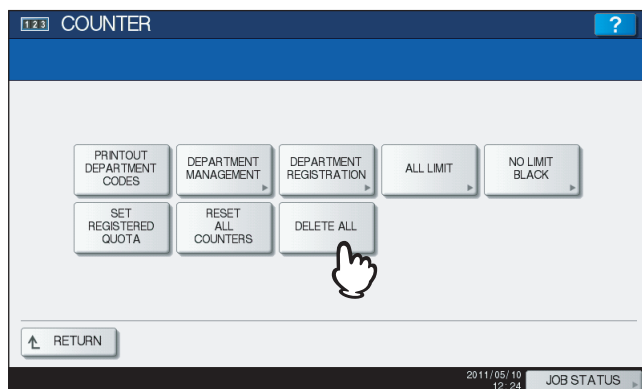 123 COUNTER
?
PRINTOUT
DEPARTMENT
CODES
DEPARTMENT
MANAGEMENT
DEPARTMENT
REGISTRATION
ALL LIMIT
NO LIMIT
BLACK
SET
REGISTERED
QUOTA
RESET
ALL
COUNTERS
DELETE ALL
RETURN
2011/05/10
12:24
JOB STATUS